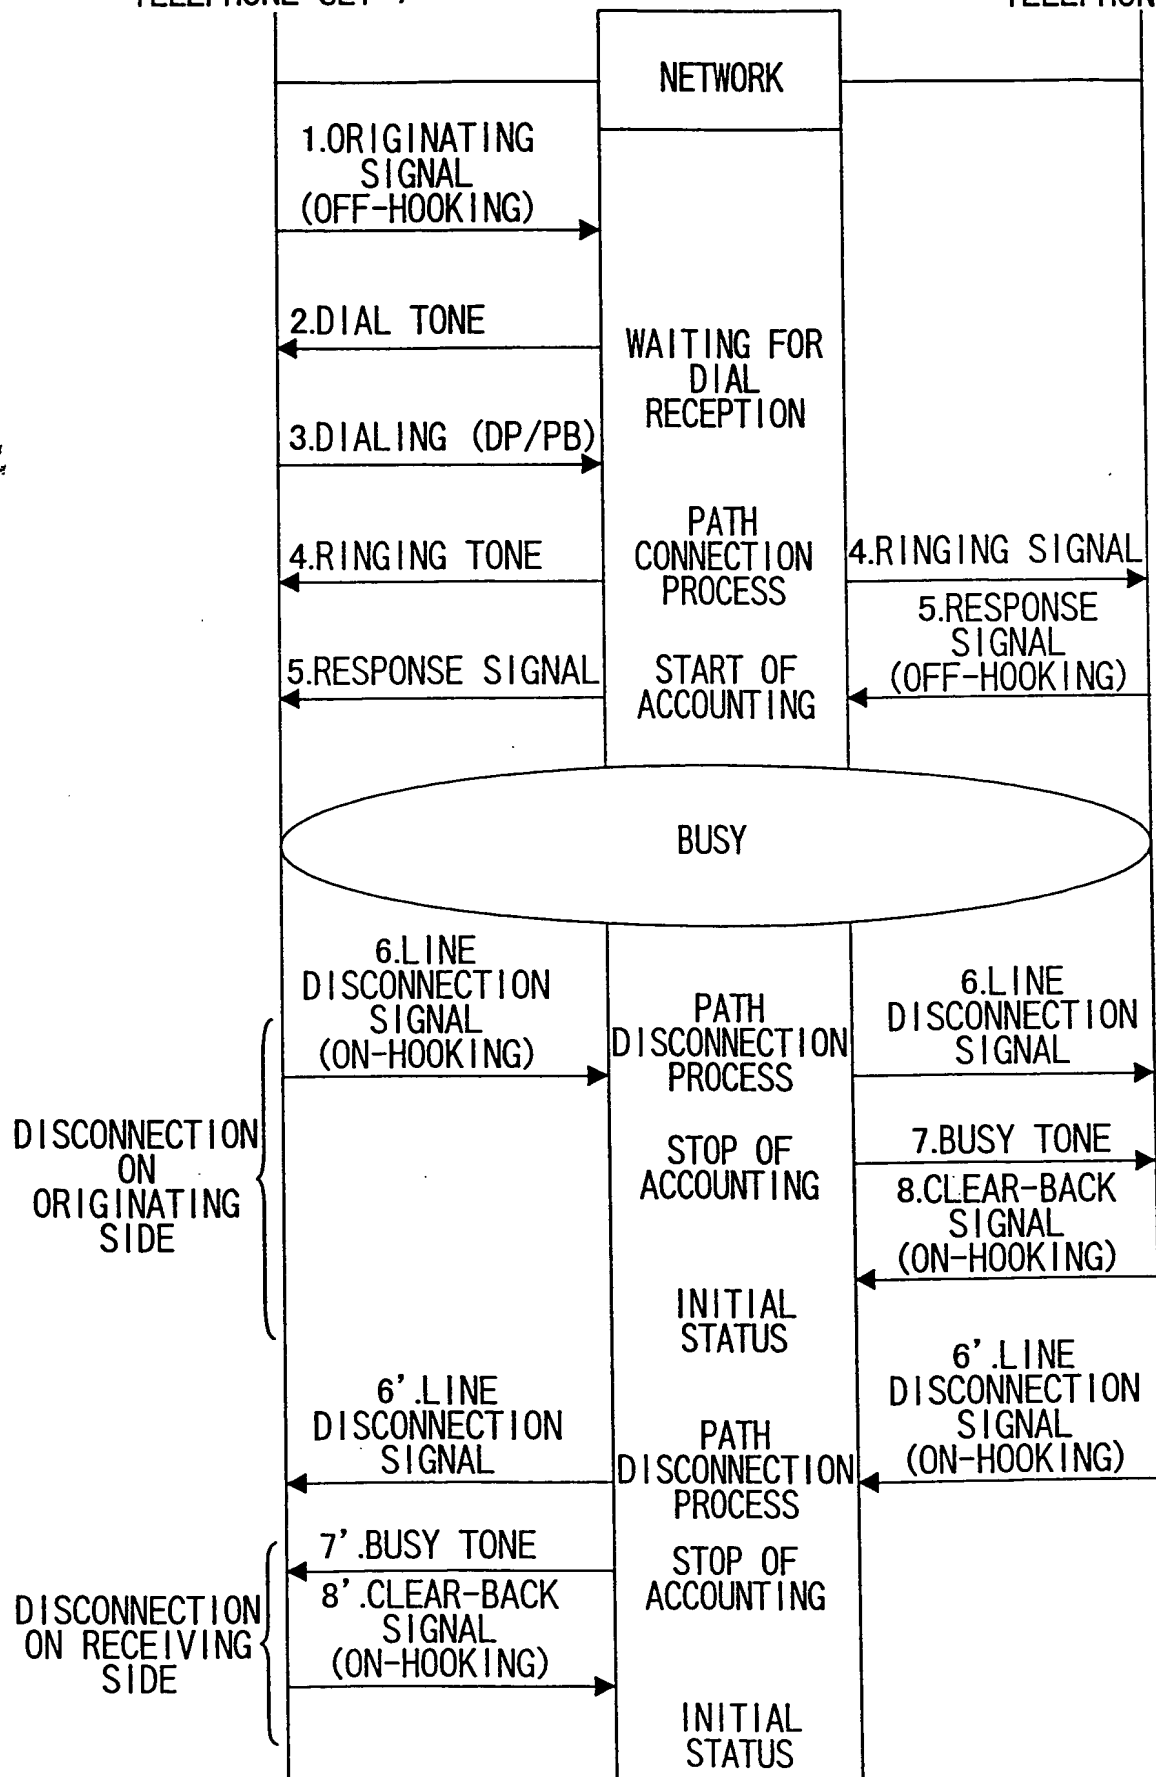 NETWORK
1.ORIGINATING
SIGNAL
(OFF-HOOKING)
2.DIAL TONE
WAITING FOR
DIAL
RECEPTION
3.DIALING (DP/PB)
PATH
CONNECTION
PROCESS
4.RINGING TONE
4.RINGING SIGNAL
5.RESPONSE
SIGNAL
(OFF-HOOKING)
5.RESPONSE SIGNAL
START OF
ACCOUNTING
BUSY
6.LINE
DISCONNECTION
SIGNAL
(ON-HOOKING)
PATH
DISCONNECTION
PROCESS
6.LINE
DISCONNECTION
SIGNAL
DISCONNECTION
ON
ORIGINATING
SIDE
STOP OF
ACCOUNTING
7.BUSY TONE
8.CLEAR-BACK
SIGNAL
(ON-HOOKING)
INITIAL
STATUS
6'.LINE
DISCONNECTION
SIGNAL
PATH
DISCONNECTION
PROCESS
6'.LINE
DISCONNECTION
SIGNAL
(ON-HOOKING)
7'.BUSY TONE
STOP OF
ACCOUNTING
8'.CLEAR-BACK
SIGNAL
(ON-HOOKING)
DISCONNECTION
ON RECEIVING
SIDE
INITIAL
STATUS